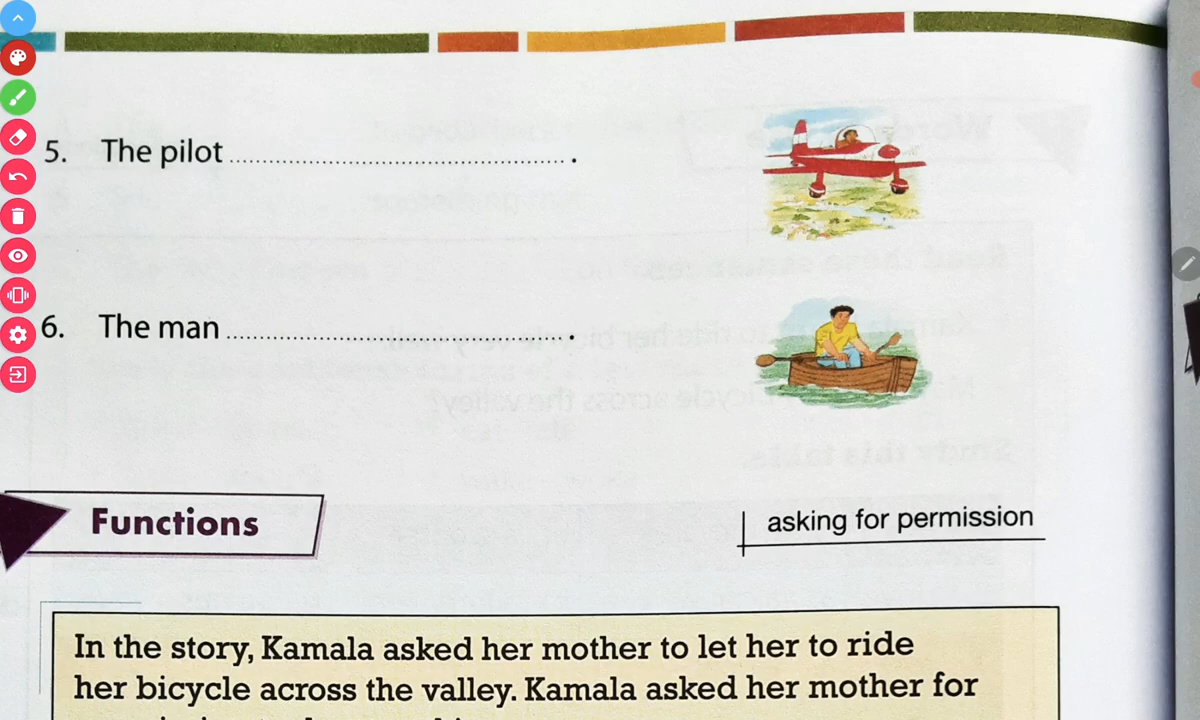 5. The pilot ............................................. .
6. The man ............................................. .
Functions
asking for permission
In the story, Kamala asked her mother to let her to ride
her bicycle across the valley. Kamala asked her mother for